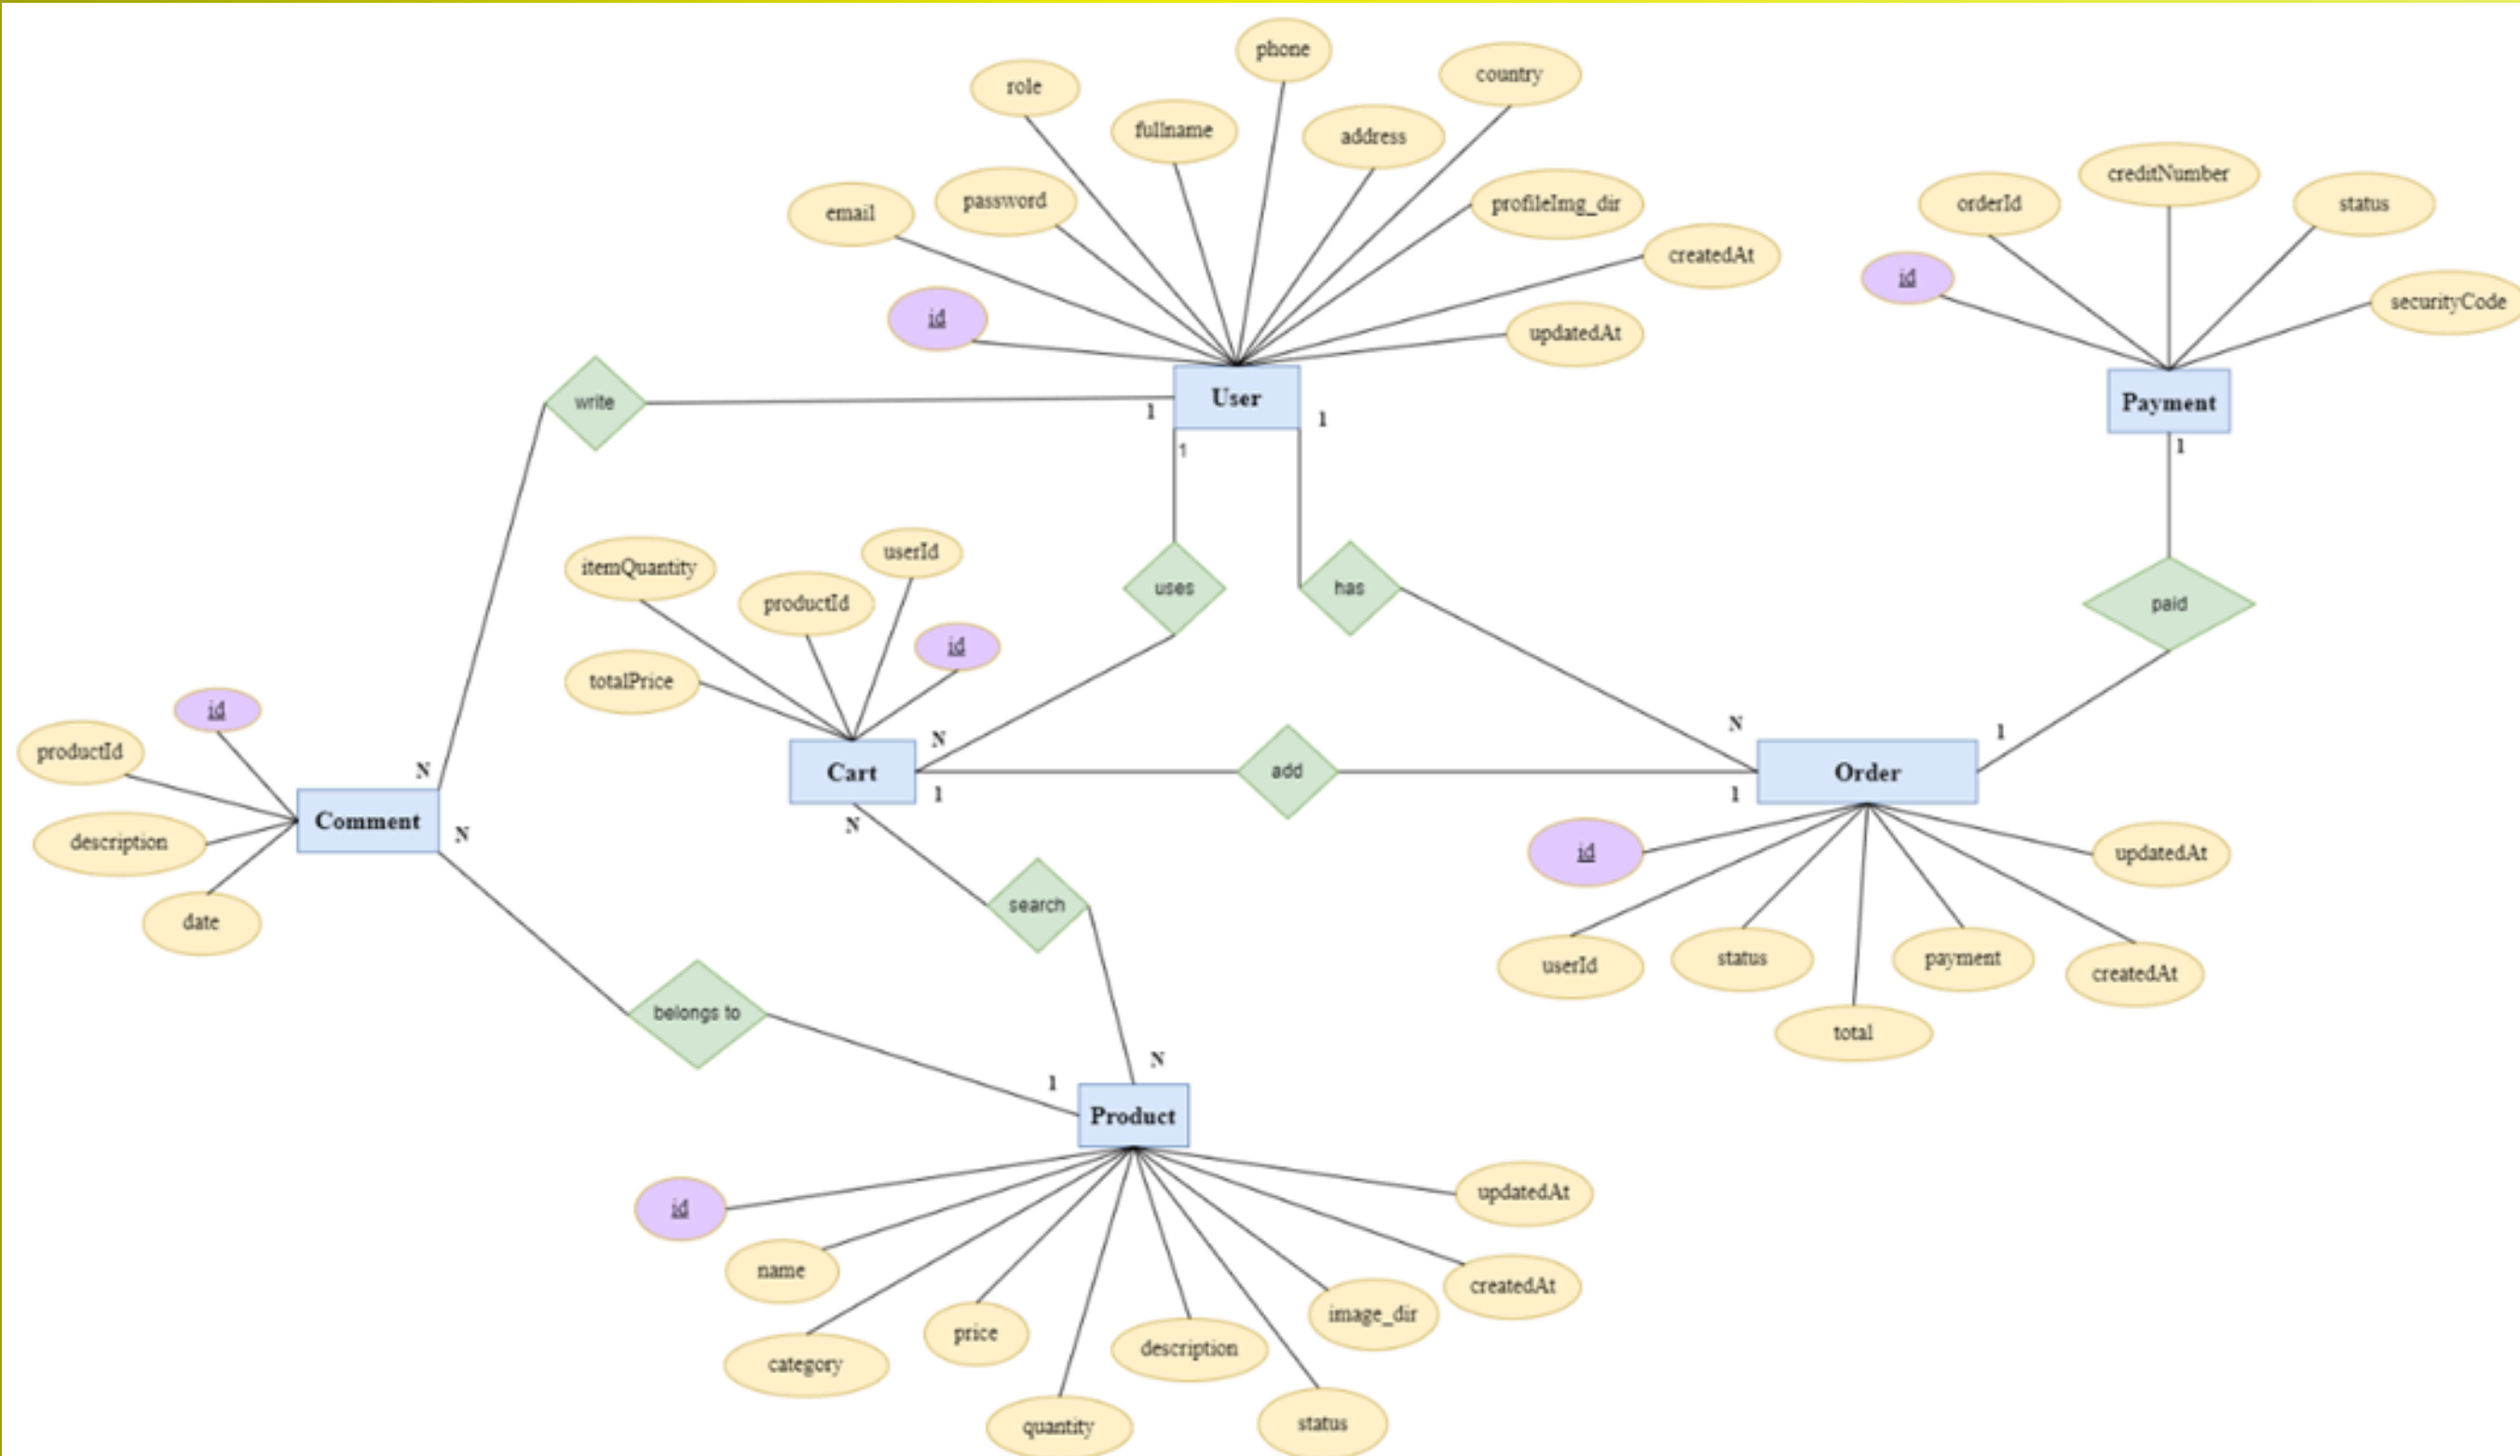 phone
country
role
fullname
address
creditNumber
email
password
profileImg_dir
orderId
status
createdAt
id
securityCode
id
updatedAt
write
User
Payment
1
1
1
1
userId
itemQuantity
productId
uses
has
paid
id
totalPrice
id
productId
N
N
N
1
Cart
add
Order
Comment
1
1
N
N
description
id
updatedAt
date
search
userId
status
payment
createdAt
belongs to
total
N
1
Product
id
updatedAt
name
createdAt
price
image_dir
category
description
quantity
status